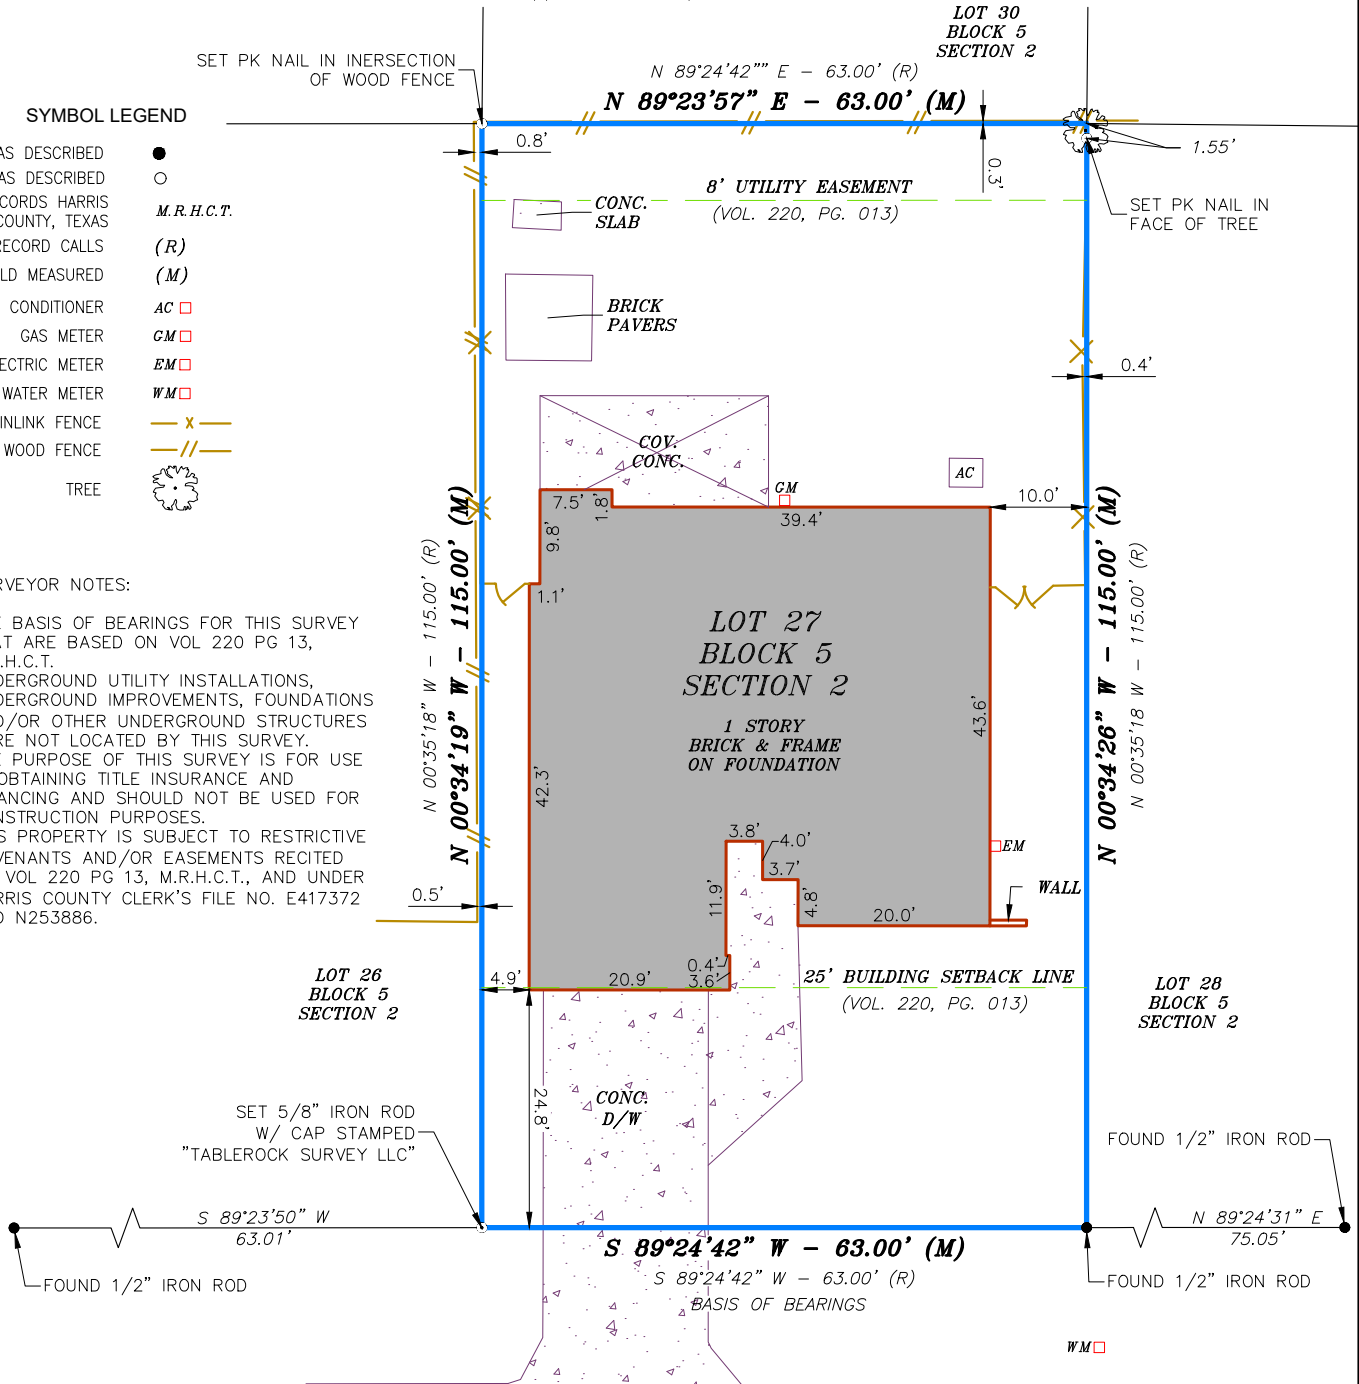 LOT 30
BLOCK 5
SECTION 2
SET PK NAIL IN INERSECTION
OF WOOD FENCE
N 89°24'42"" E - 63.00' (R)
N 89°23'57" E - 63.00' (M)
SYMBOL LEGEND
AS DESCRIBED
AS DESCRIBED
CORDS HARRIS
COUNTY, TEXAS
M.R.H.C.T.
RECORD CALLS
(R)
LD MEASURED
(M)
CONDITIONER
AC
GAS METER
GM
ECTRIC METER
EM
WATER METER
WM
INLINK FENCE
X
WOOD FENCE
//
TREE
0.8'
0.3'
1.55'
8' UTILITY EASEMENT
(VOL. 220, PG. 013)
CONC.
SLAB
SET PK NAIL IN
FACE OF TREE
BRICK
PAVERS
0.4'
COV.
CONC.
AC
GM
7.5'
1.8'
39.4'
10.0'
9.8'
1.1'
N 00°35'18" W - 115.00' (R)
N 00°34'19" W - 115.00' (M)
N 00°34'26" W - 115.00' (M)
N 00°35'18 W - 115.00' (R)
RVEYOR NOTES:
E BASIS OF BEARINGS FOR THIS SURVEY
AT ARE BASED ON VOL 220 PG 13,
.H.C.T.
DERGROUND UTILITY INSTALLATIONS,
DERGROUND IMPROVEMENTS, FOUNDATIONS
D/OR OTHER UNDERGROUND STRUCTURES
RE NOT LOCATED BY THIS SURVEY.
E PURPOSE OF THIS SURVEY IS FOR USE
OBTAINING TITLE INSURANCE AND
ANCING AND SHOULD NOT BE USED FOR
NSTRUCTION PURPOSES.
S PROPERTY IS SUBJECT TO RESTRICTIVE
VENANTS AND/OR EASEMENTS RECITED
VOL 220 PG 13, M.R.H.C.T., AND UNDER
RRIS COUNTY CLERK'S FILE NO. E417372
D N253886.
LOT 27
BLOCK 5
SECTION 2
1 STORY
BRICK & FRAME
ON FOUNDATION
43.6'
42.3'
3.8'
4.0'
3.7'
11.9'
4.8'
20.0'
EM
WALL
0.5'
0.4'
3.6'
4.9'
20.9'
25' BUILDING SETBACK LINE
(VOL. 220, PG. 013)
LOT 26
BLOCK 5
SECTION 2
LOT 28
BLOCK 5
SECTION 2
24.8'
CONC.
D/W
SET 5/8" IRON ROD
W/ CAP STAMPED
"TABLEROCK SURVEY LLC"
FOUND 1/2" IRON ROD
S 89°23'50" W
63.01'
N 89°24'31" E
75.05'
S 89°24'42" W - 63.00' (M)
S 89°24'42" W - 63.00' (R)
BASIS OF BEARINGS
FOUND 1/2" IRON ROD
FOUND 1/2" IRON ROD
WM